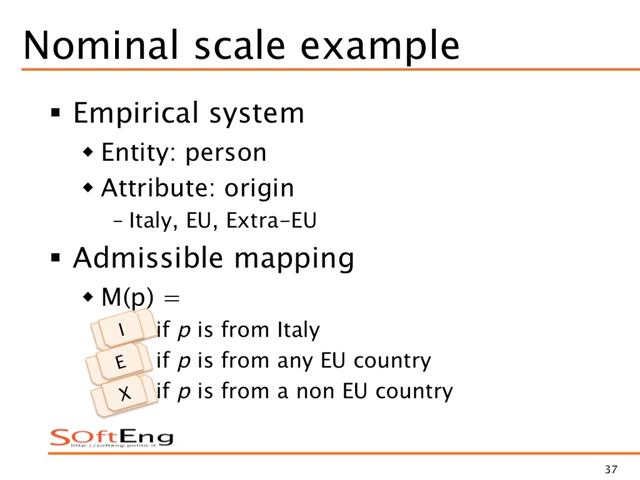 Nominal scale example
▪ Empirical system
◆ Entity: person
◆ Attribute: origin
– Italy, EU, Extra-EU
▪ Admissible mapping
◆ M(p) =
I if p is from Italy
E if p is from any EU country
X if p is from a non EU country
SOftEng
http://softeng.polito.it
37